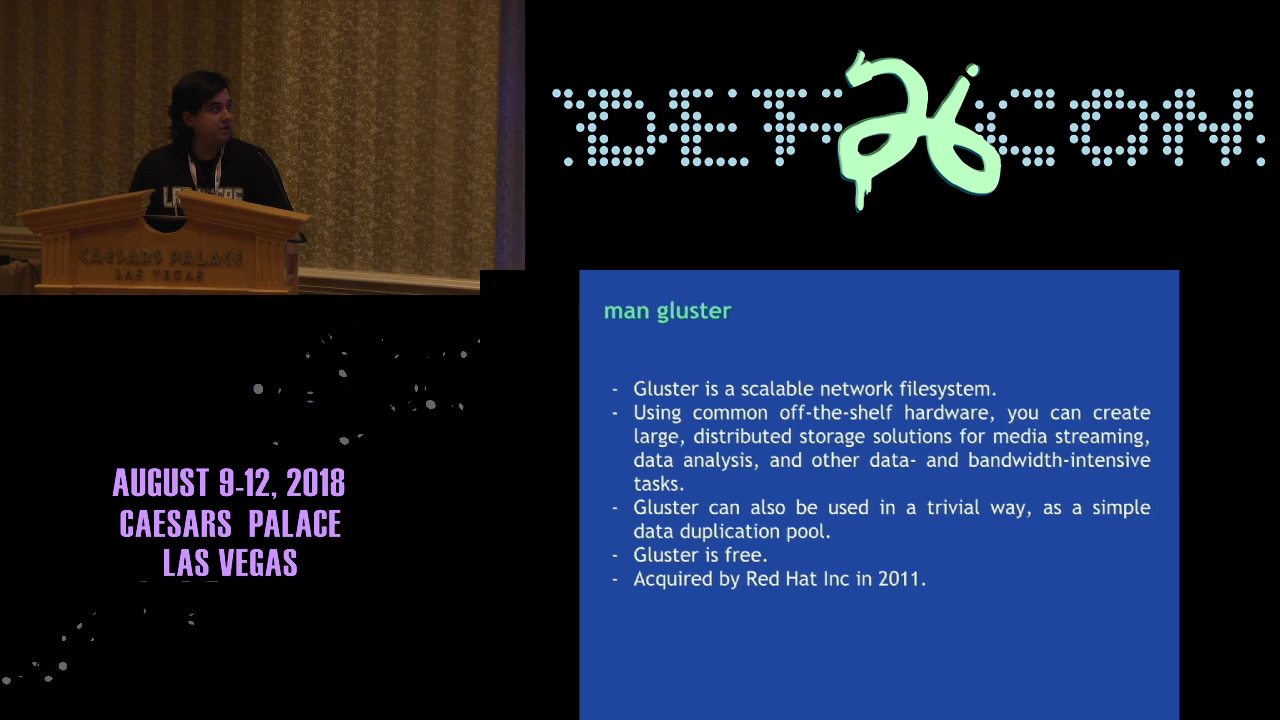 DEF 26 CON
CAESARS PALACE
LAS VEGAS
man gluster
- Gluster is a scalable network filesystem.
- Using common off-the-shelf hardware, you can create
large, distributed storage solutions for media streaming,
data analysis, and other data- and bandwidth-intensive
tasks.
- Gluster can also be used in a trivial way, as a simple
data duplication pool.
- Gluster is free.
- Acquired by Red Hat Inc in 2011.
AUGUST 9-12, 2018
CAESARS PALACE
LAS VEGAS